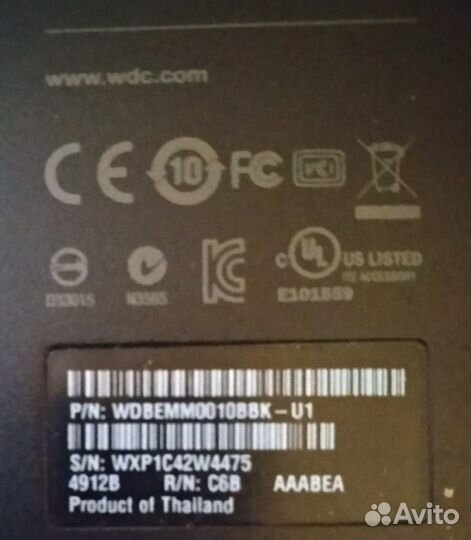 www.wdc.com
CE 10 FC VCI
D33015 N3565 c UL US LISTED
ITE ACCESSORY
E101559
P/N: WDBEMM0010BBK-U1
S/N: WXP1C42W4475
4912B R/N: C6B AAABEA
Product of Thailand
Avito